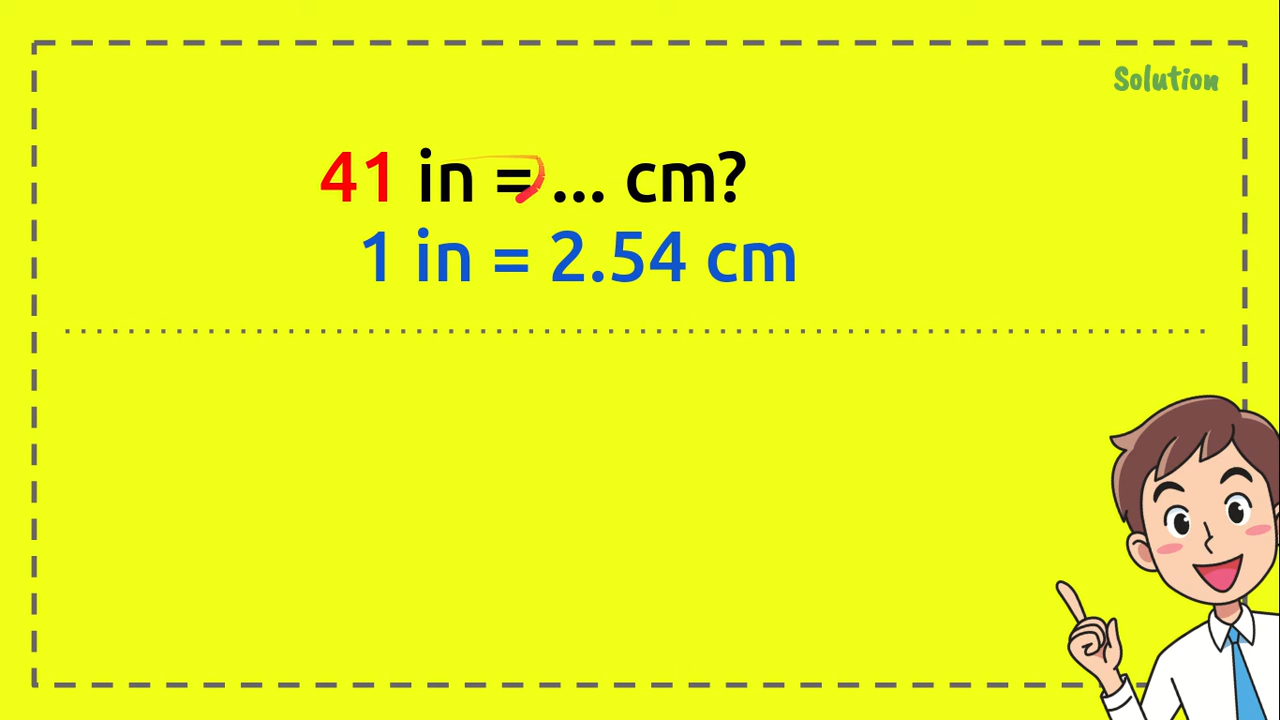 Solution
41 in = ... cm?
1 in = 2.54 cm